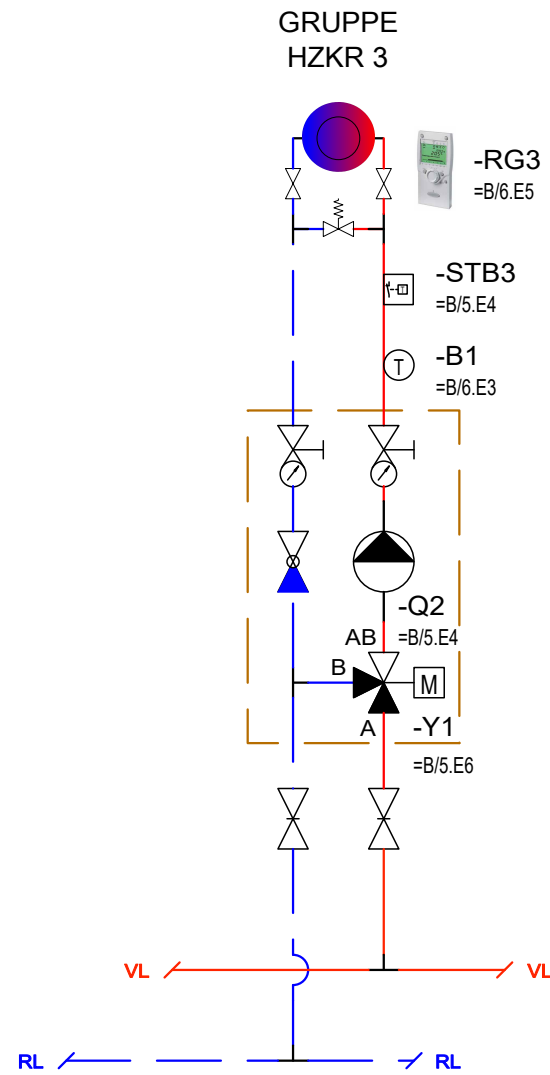 GRUPPE
HZKR 3
-RG3
=B/6.E5
-STB3
=B/5.E4
T
-B1
=B/6.E3
T
-Q2
=B/5.E4
AB
B
M
A
-Y1
=B/5.E6
VL
VL
RL
RL